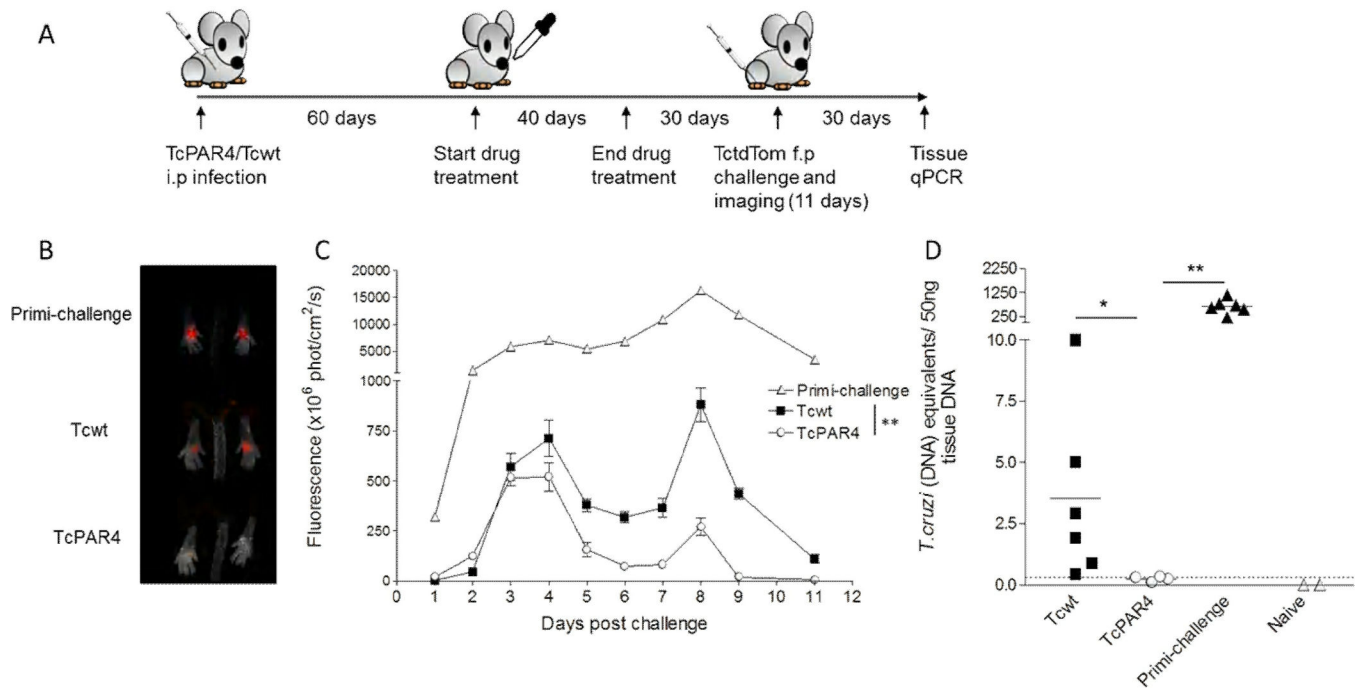 A
60 days
40 days
30 days
30 days
TcPAR4/Tcwt
i.p infection
Start drug
treatment
End drug
treatment
TctdTom f.p
challenge and
imaging (11 days)
Tissue
qPCR
B
Primi-challenge
Tcwt
TcPAR4
C
Fluorescence (x10⁶ phot/cm²/s)
20000
15000
10000
5000
1000
750
500
250
0
0 1 2 3 4 5 6 7 8 9 10 11 12
Days post challenge
Primi-challenge
Tcwt
TcPAR4
**
D
T.cruzi (DNA) equivalents/ 50ng
tissue DNA
2250
1250
250
10.0
7.5
5.0
2.5
0.0
*
**
Tcwt
TcPAR4
Primi-challenge
Naive